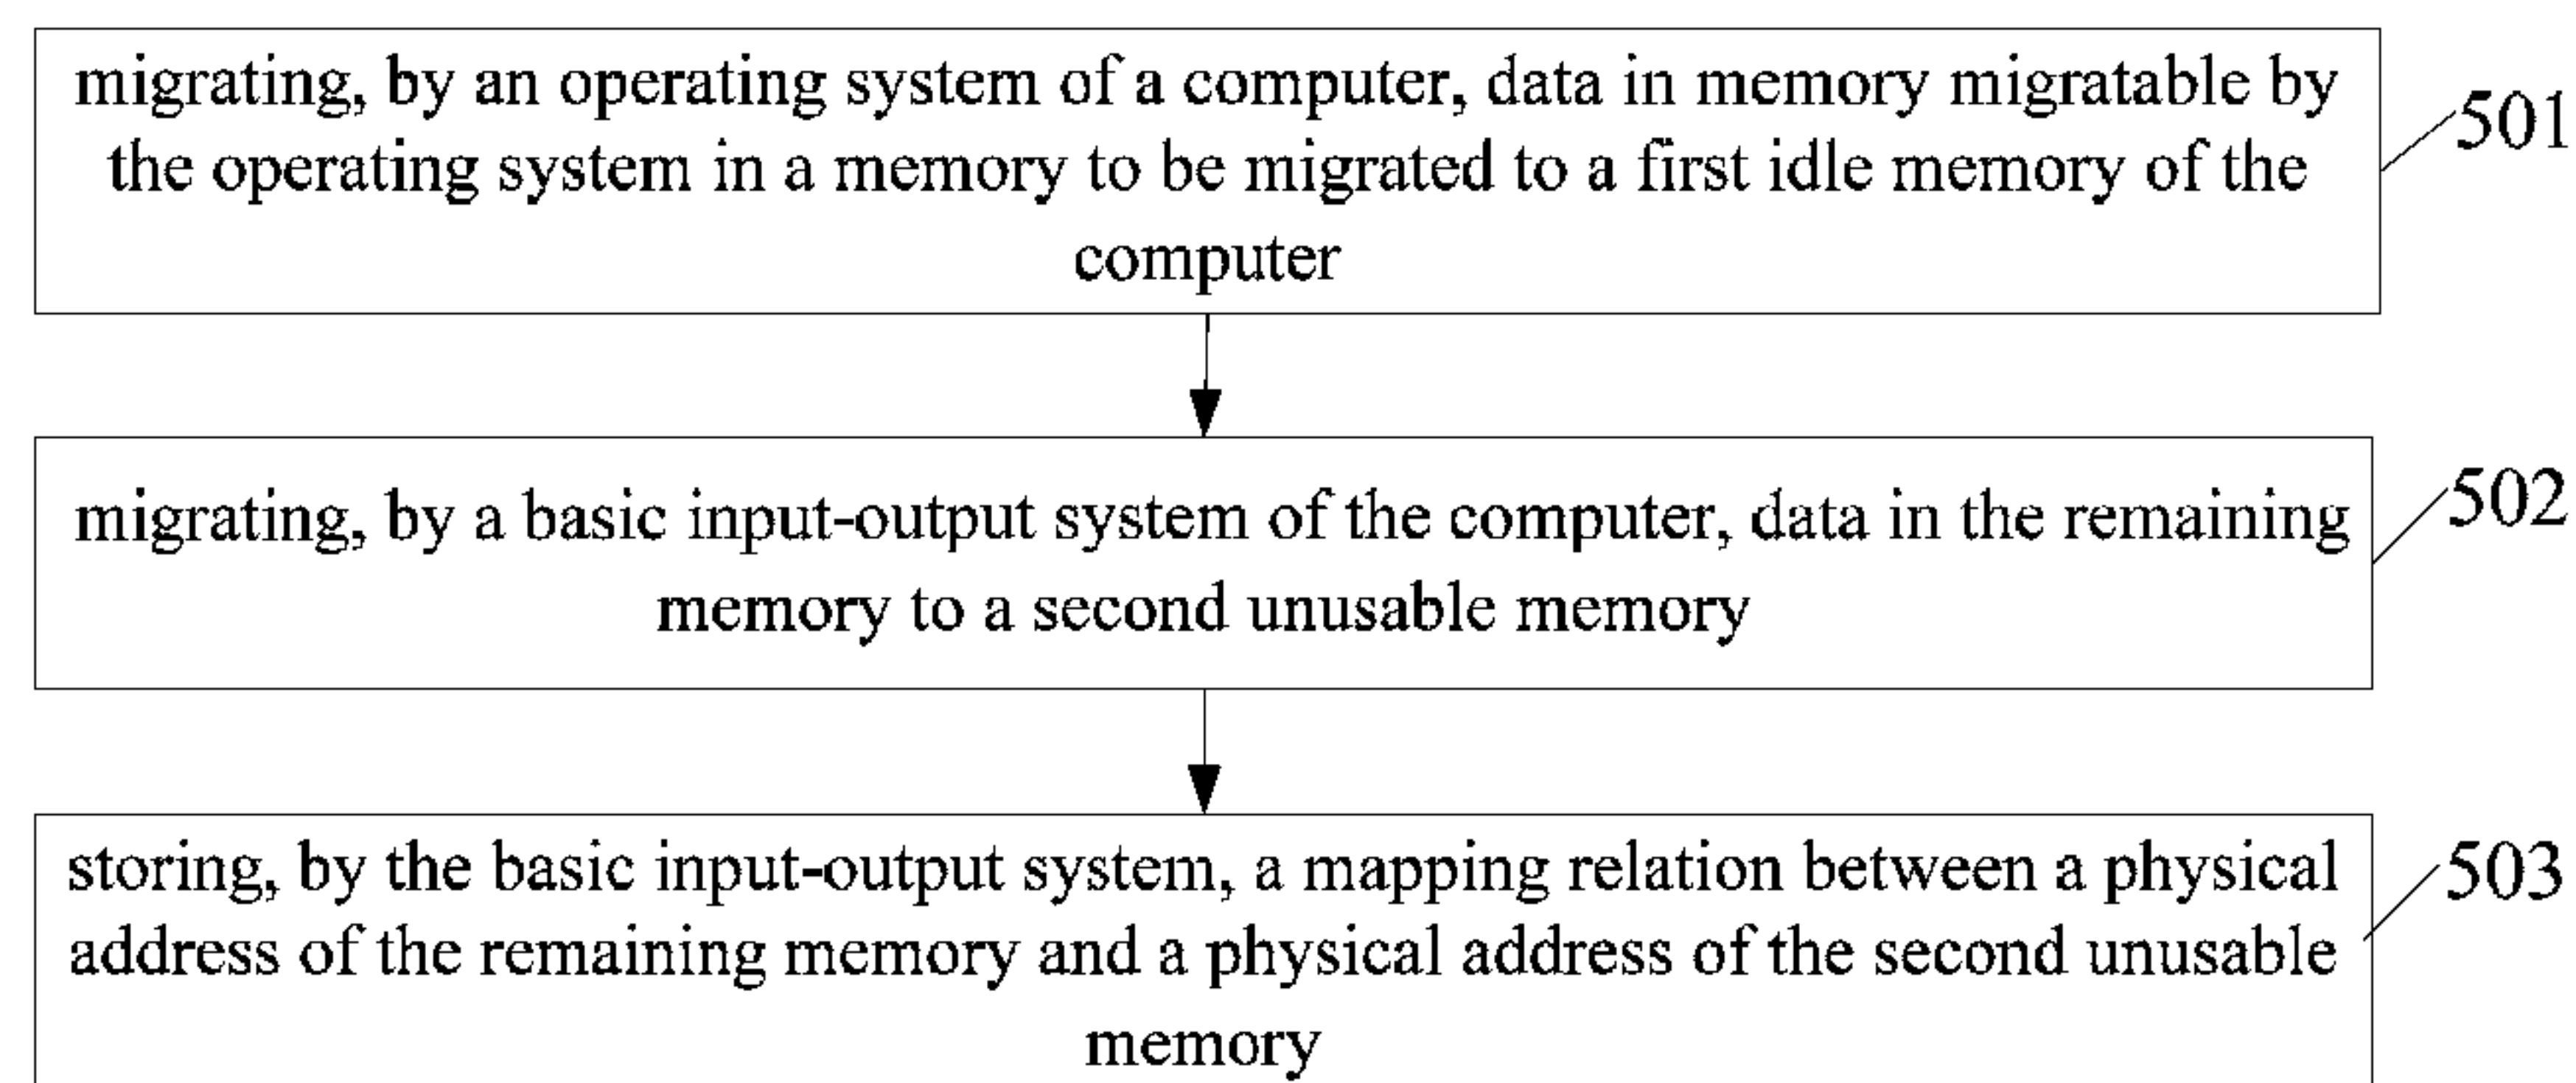 migrating, by an operating system of a computer, data in memory migratable by
the operating system in a memory to be migrated to a first idle memory of the
computer
501
migrating, by a basic input-output system of the computer, data in the remaining
memory to a second unusable memory
502
storing, by the basic input-output system, a mapping relation between a physical
address of the remaining memory and a physical address of the second unusable
memory
503